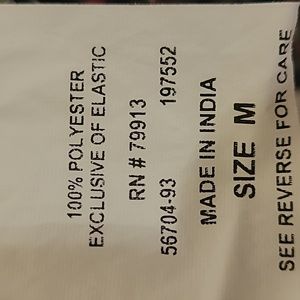 100% POLYESTER
EXCLUSIVE OF ELASTIC
RN # 79913
56704-93 197552
MADE IN INDIA
SIZE M
SEE REVERSE FOR CARE